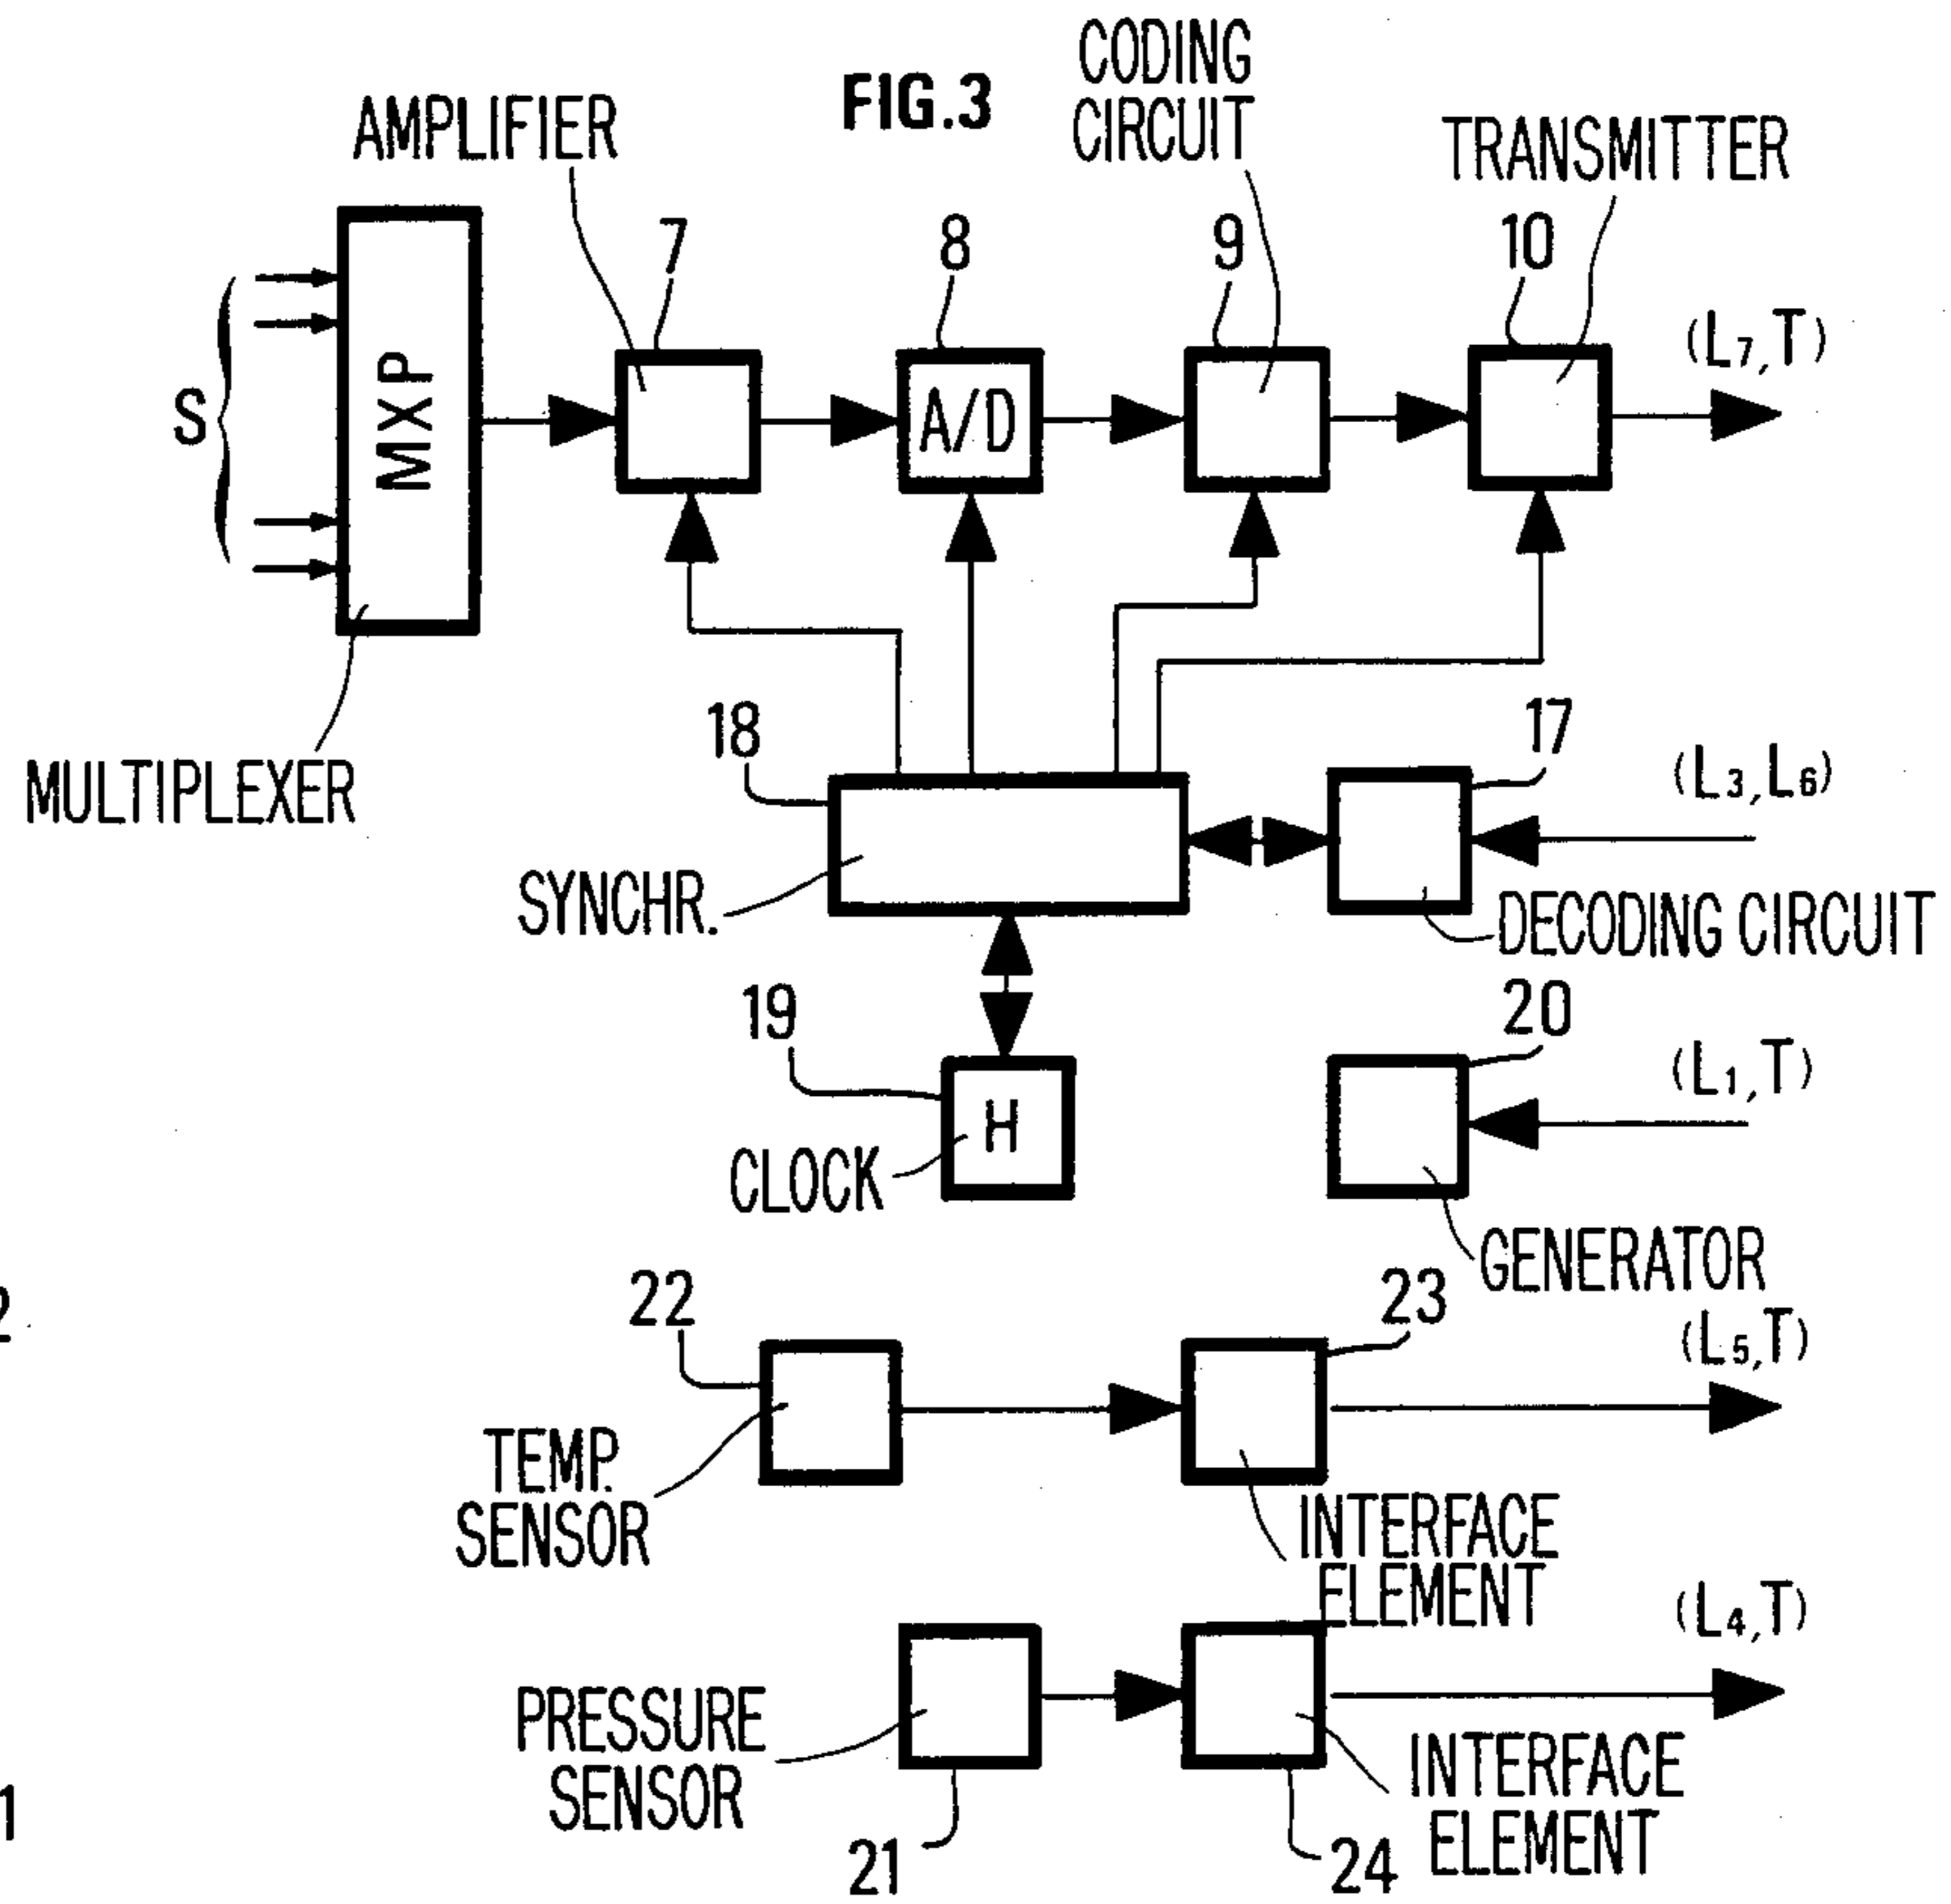 FIG.3
AMPLIFIER
CODING
CIRCUIT
TRANSMITTER
7
8
9
10
(L7,T)
S
MXP
A/D
MULTIPLEXER
18
17
(L3,L6)
SYNCHR.
DECODING CIRCUIT
19
20
(L1,T)
H
CLOCK
GENERATOR
22
23
(L5,T)
TEMP.
SENSOR
INTERFACE
ELEMENT
(L4,T)
PRESSURE
SENSOR
INTERFACE
ELEMENT
21
24
2
1